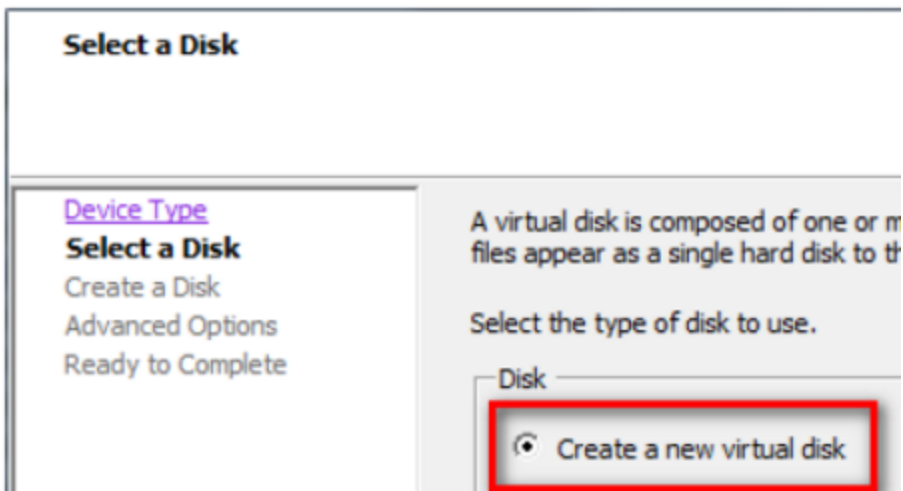 Select a Disk
Device Type
Select a Disk
Create a Disk
Advanced Options
Ready to Complete
A virtual disk is composed of one or
files appear as a single hard disk to
Select the type of disk to use.
Disk
Create a new virtual disk